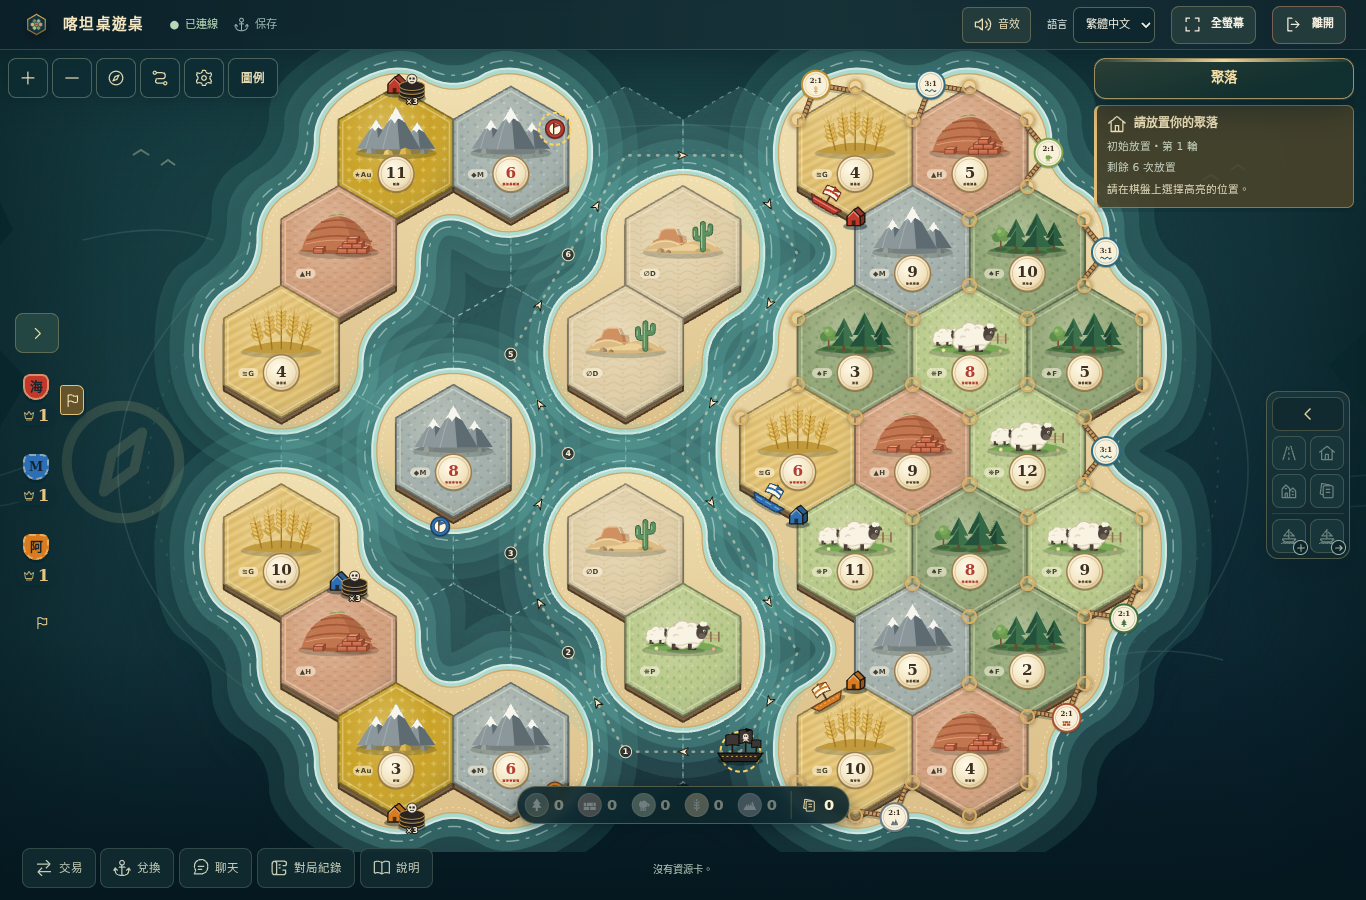 喀坦桌遊桌
已連線
保存
音效
語言
繁體中文
全螢幕
離開
圖例
聚落
請放置你的聚落
初始放置・第 1 輪
剩餘 6 次放置
請在棋盤上選擇高亮的位置。
×3
2:1
3:1
★Au
11
◆M
6
≋G
4
▲H
5
2:1
▲H
∅D
◆M
9
♠F
10
3:1
6
≋G
4
∅D
♠F
3
❋P
8
♠F
5
5
海
1
◆M
8
≋G
6
▲H
9
❋P
12
3:1
4
M
1
≋G
10
∅D
❋P
11
♠F
8
❋P
9
3
阿
1
×3
2:1
▲H
❋P
◆M
5
♠F
2
2
2:1
★Au
3
◆M
6
1
≋G
10
▲H
4
×3
2:1
0
0
0
0
0
0
交易
兌換
聊天
對局紀錄
說明
沒有資源卡。